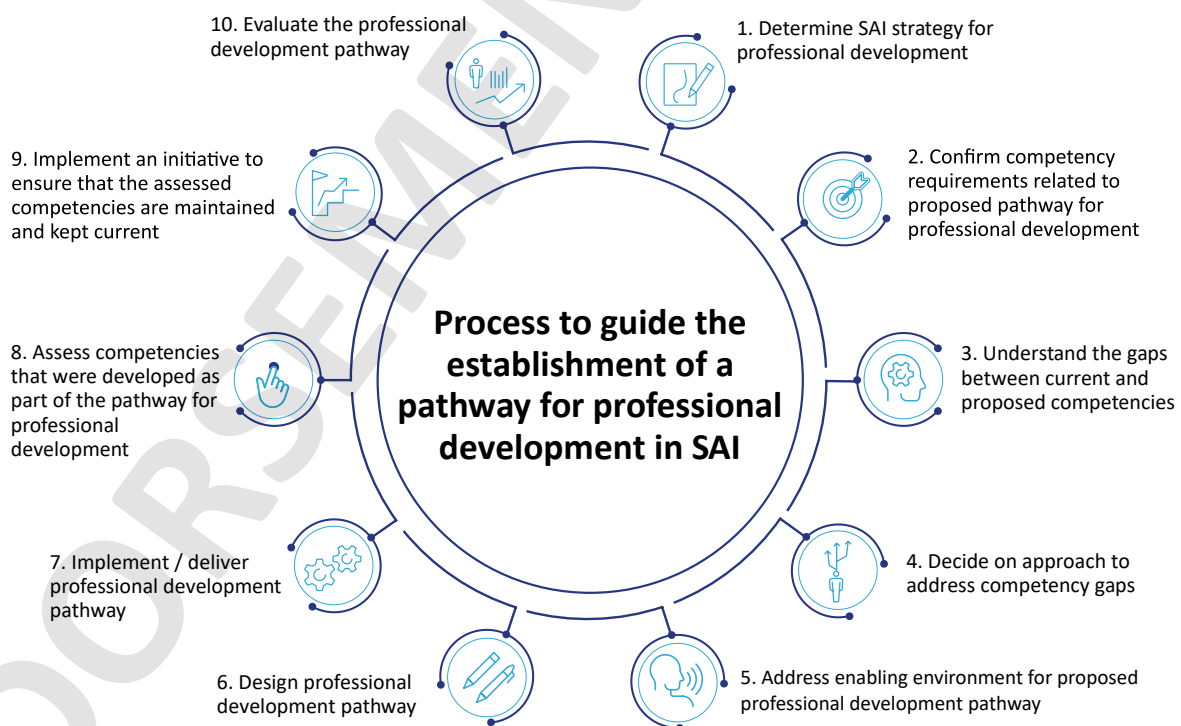 10. Evaluate the professional
development pathway
1. Determine SAI strategy for
professional development
9. Implement an initiative to
ensure that the assessed
competencies are maintained
and kept current
2. Confirm competency
requirements related to
proposed pathway for
professional development
Process to guide the
establishment of a
pathway for professional
development in SAI
8. Assess competencies
that were developed as
part of the pathway for
professional
development
3. Understand the gaps
between current and
proposed competencies
7. Implement / deliver
professional development
pathway
4. Decide on approach to
address competency gaps
6. Design professional
development pathway
5. Address enabling environment for proposed
professional development pathway
ORSEMEN